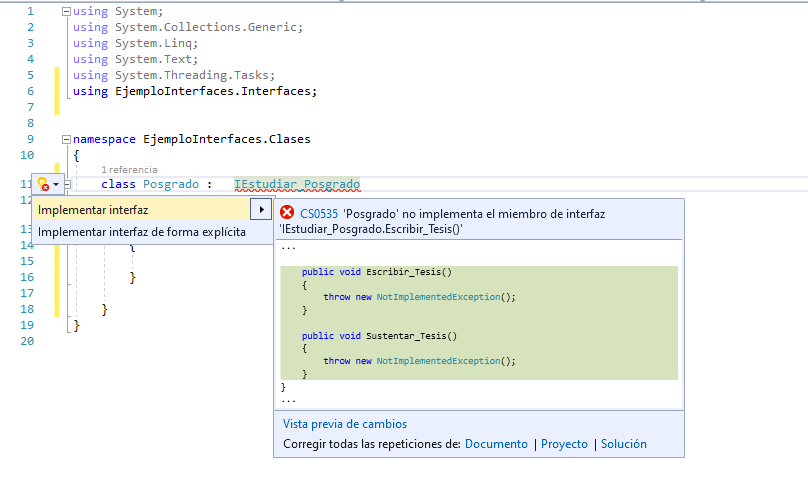 1 using System;
2 using System.Collections.Generic;
3 using System.Linq;
4 using System.Text;
5 using System.Threading.Tasks;
6 using EjemploInterfaces.Interfaces;
7
8
9 namespace EjemploInterfaces.Clases
10 {
1 referencia
11 class Posgrado : IEstudiar_Posgrado
12
Implementar interfaz
Implementar interfaz de forma explícita
13
14 {
15
16 }
17
18 }
19 }
20
CS0535 'Posgrado' no implementa el miembro de interfaz
'IEstudiar_Posgrado.Escribir_Tesis()'
...
public void Escribir_Tesis()
{
throw new NotImplementedException();
}
public void Sustentar_Tesis()
{
throw new NotImplementedException();
}
}
...
Vista previa de cambios
Corregir todas las repeticiones de: Documento | Proyecto | Solución